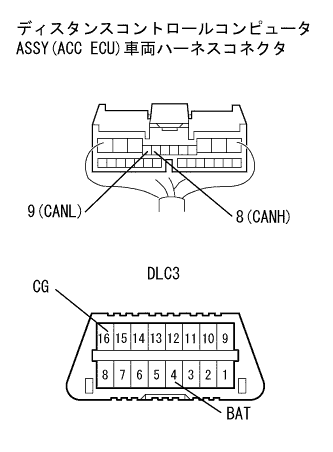 ディスタンスコントロールコンピュータ
ASSY(ACC ECU)車両ハーネスコネクタ
9(CANL)
8(CANH)
DLC3
CG
16 15 14 13 12 11 10 9
8 7 6 5 4 3 2 1
BAT